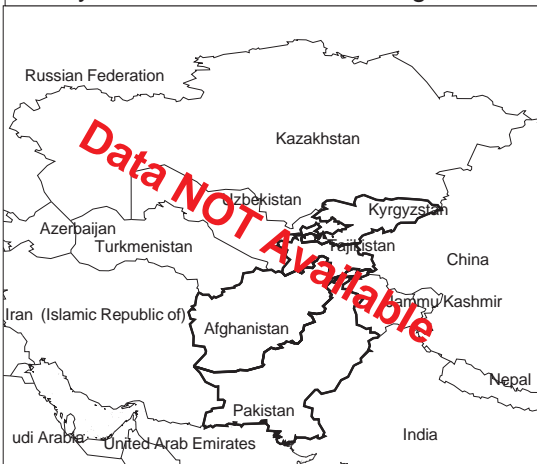 Russian Federation
Kazakhstan
Data NOT Available
Uzbekistan
Kyrgyzstan
Azerbaijan
Turkmenistan
Tajikistan
China
Jammu Kashmir
Iran (Islamic Republic of)
Afghanistan
Nepal
Pakistan
udi Arabia
United Arab Emirates
India